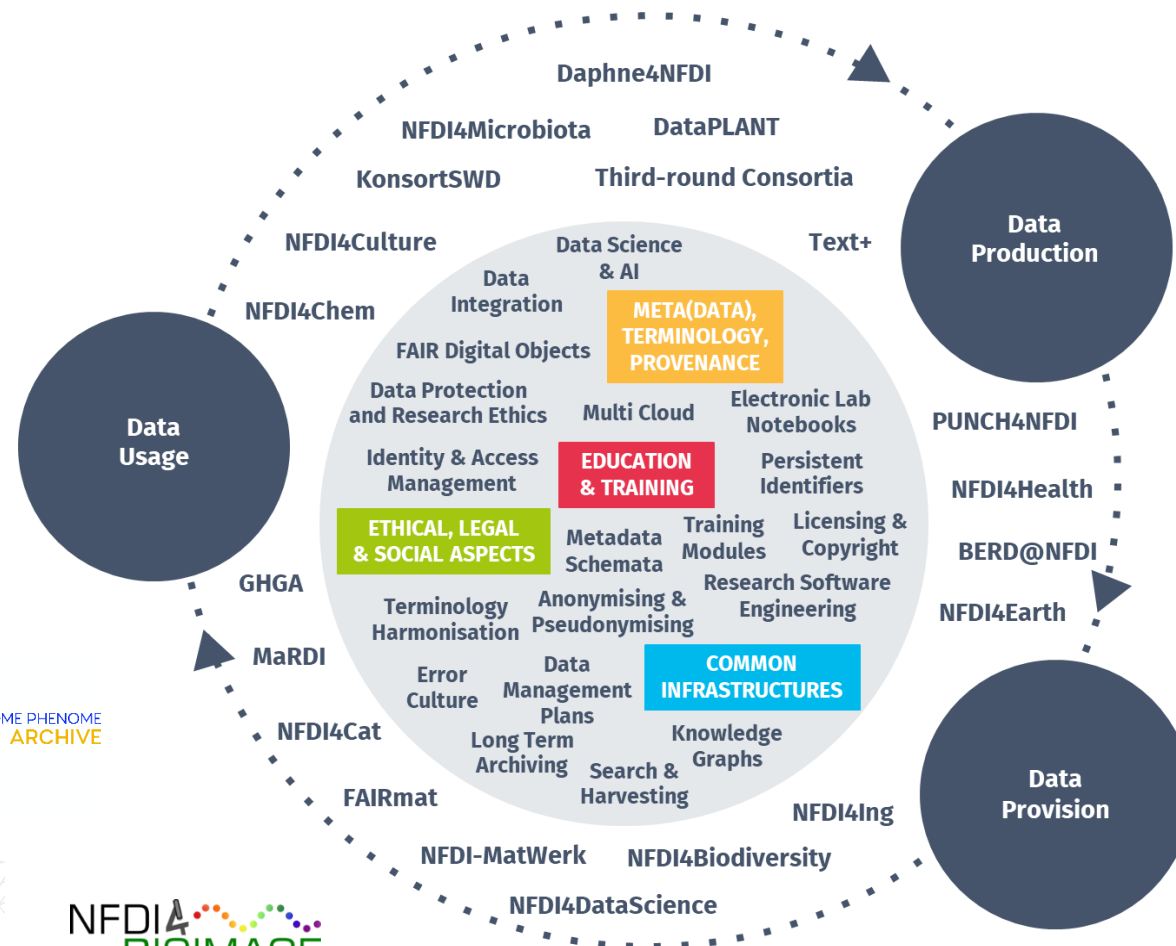 Daphne4NFDI
NFDI4Microbiota
DataPLANT
KonsortSWD
Third-round Consortia
NFDI4Culture
Text+
NFDI4Chem
Data
Production
Data Science
& AI
Data
Integration
META(DATA),
TERMINOLOGY,
PROVENANCE
FAIR Digital Objects
Data Protection
and Research Ethics
Multi Cloud
Electronic Lab
Notebooks
Data
Usage
PUNCH4NFDI
Identity & Access
Management
EDUCATION
& TRAINING
Persistent
Identifiers
NFDI4Health
ETHICAL, LEGAL
& SOCIAL ASPECTS
Metadata
Schemata
Training
Modules
Licensing &
Copyright
BERD@NFDI
GHGA
Terminology
Harmonisation
Anonymising &
Pseudonymising
Research Software
Engineering
NFDI4Earth
MaRDI
Error
Culture
Data
Management
Plans
COMMON
INFRASTRUCTURES
OME PHENOME
ARCHIVE
NFDI4Cat
Long Term
Archiving
Search &
Harvesting
Knowledge
Graphs
Data
Provision
FAIRmat
NFDI4Ing
NFDI-MatWerk
NFDI4Biodiversity
NFDI4DataScience
NFDI4
BIOIMAGE